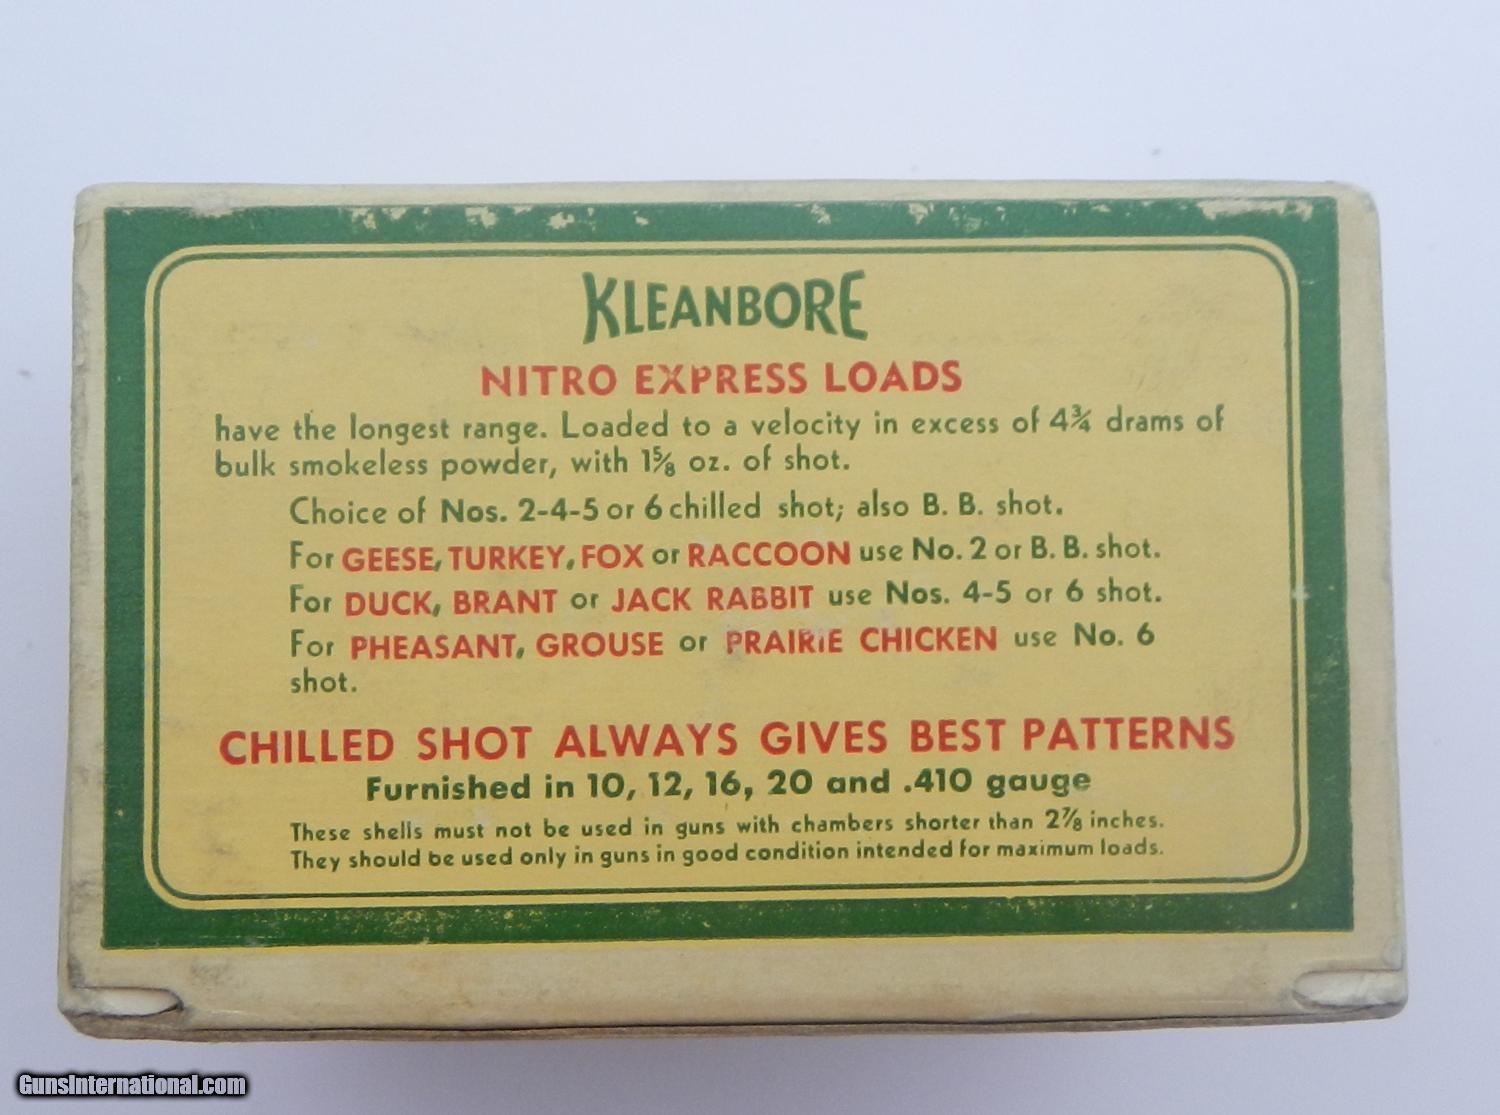 KLEANBORE
NITRO EXPRESS LOADS
have the longest range. Loaded to a velocity in excess of 4¾ drams of
bulk smokeless powder, with 1⅝ oz. of shot.
Choice of Nos. 2-4-5 or 6 chilled shot; also B. B. shot.
For GEESE, TURKEY, FOX or RACCOON use No. 2 or B. B. shot.
For DUCK, BRANT or JACK RABBIT use Nos. 4-5 or 6 shot.
For PHEASANT, GROUSE or PRAIRIE CHICKEN use No. 6
shot.
CHILLED SHOT ALWAYS GIVES BEST PATTERNS
Furnished in 10, 12, 16, 20 and .410 gauge
These shells must not be used in guns with chambers shorter than 2⅞ inches.
They should be used only in guns in good condition intended for maximum loads.
GunsInternational.com